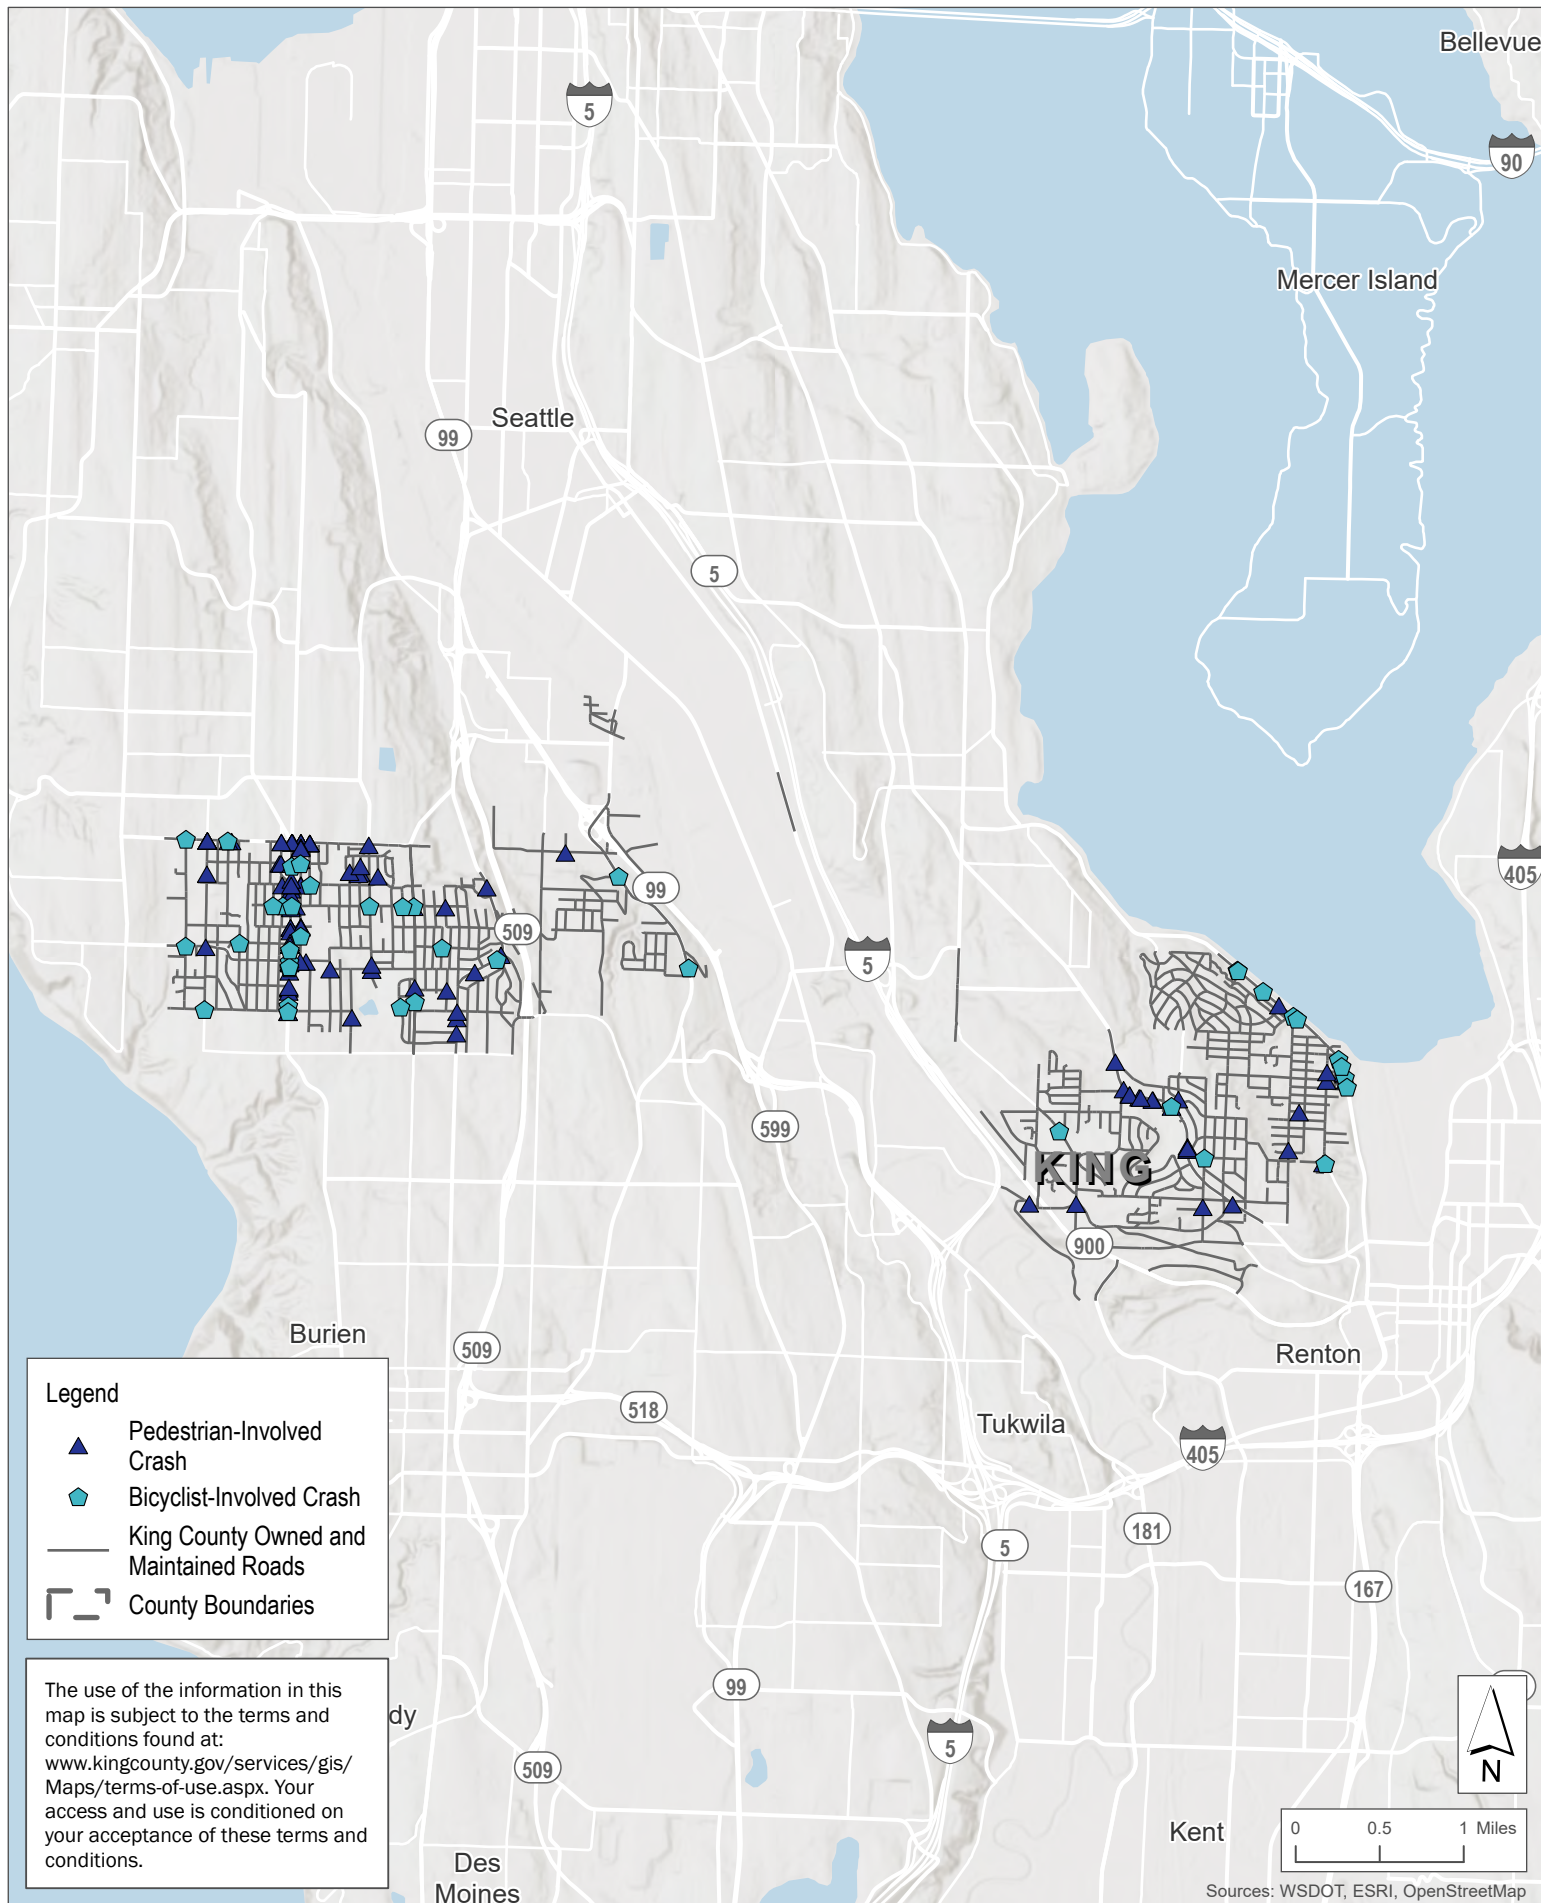 Bellevue
5
90
Mercer Island
Seattle
99
5
405
99
509
5
599
KING
900
Burien
Renton
509
518
Tukwila
405
Legend
Pedestrian-Involved
Crash
Bicyclist-Involved Crash
King County Owned and
Maintained Roads
County Boundaries
5
181
167
99
dy
5
509
The use of the information in this
map is subject to the terms and
conditions found at:
www.kingcounty.gov/services/gis/
Maps/terms-of-use.aspx. Your
access and use is conditioned on
your acceptance of these terms and
conditions.
N
Kent
0 0.5 1 Miles
Des
Moines
Sources: WSDOT, ESRI, OpenStreetMap